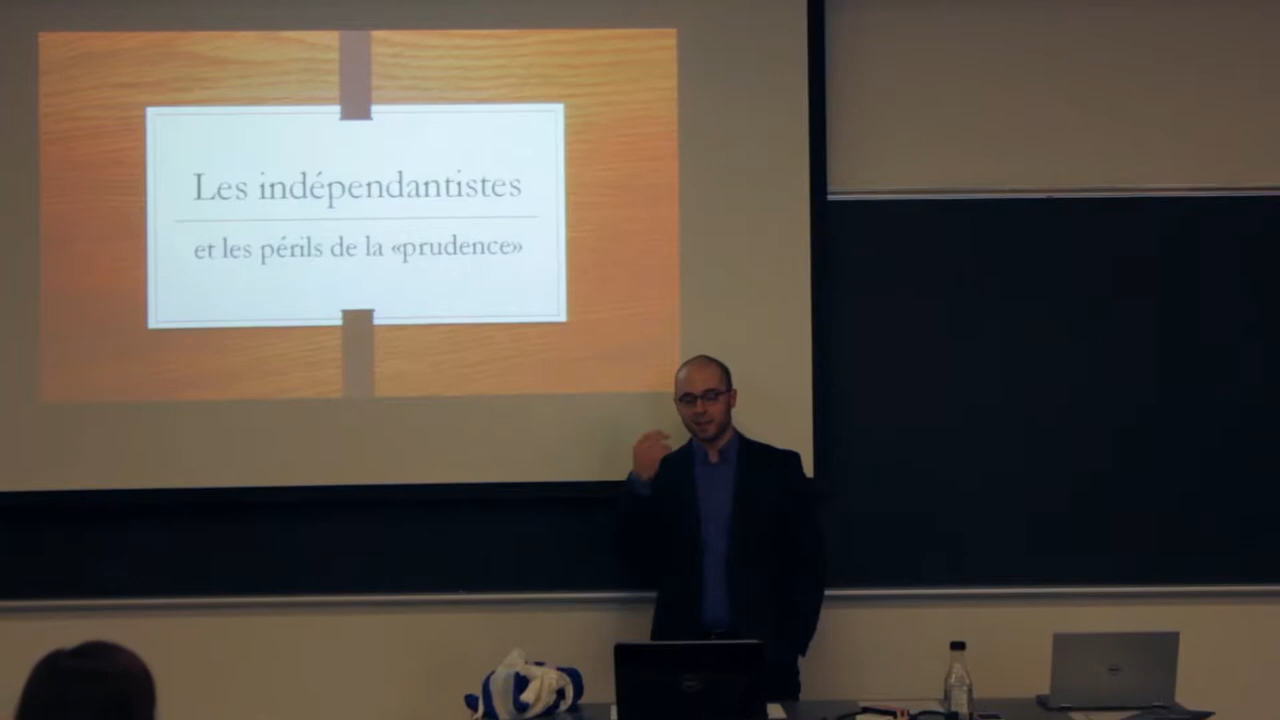 Les indépendantistes
et les périls de la «prudence»